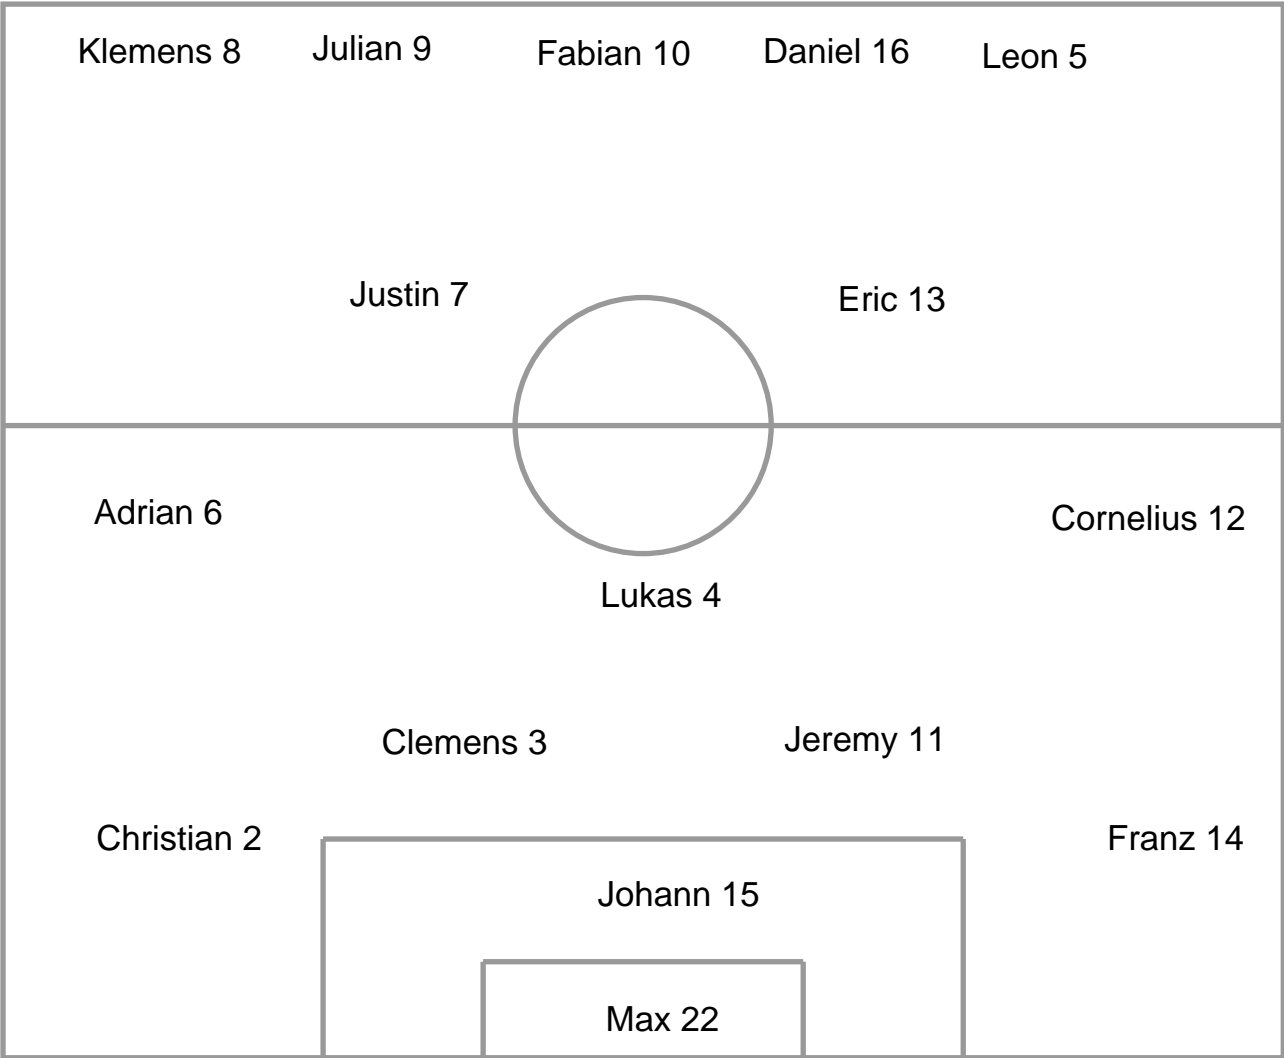 Klemens 8
Julian 9
Fabian 10
Daniel 16
Leon 5
Justin 7
Eric 13
Adrian 6
Cornelius 12
Lukas 4
Clemens 3
Jeremy 11
Christian 2
Franz 14
Johann 15
Max 22